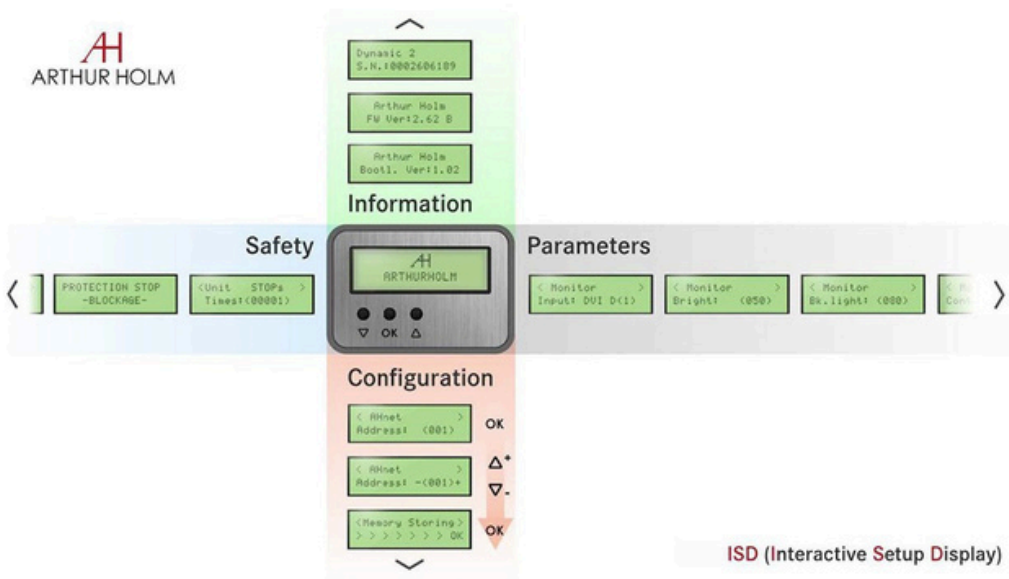 AH
ARTHUR HOLM
Dynamic 2
S.N.:0002606189
Arthur Holm
FW Ver:2.62 B
Arthur Holm
Bootl. Ver:1.02
Information
Safety
Parameters
PROTECTION STOP
-BLOCKAGE-
<Unit STOPs >
Times:(00001)
AH
ARTHURHOLM
▽ OK △
< Monitor >
Input: DVI D(1)
< Monitor >
Bright: (050)
< Monitor >
Bk.light: (080)
Configuration
< AHnet >
Address: (001)
OK
< AHnet >
Address: -(001)+
△+
▽-
<Memory Storing>
> > > > > > > OK
OK
ISD (Interactive Setup Display)